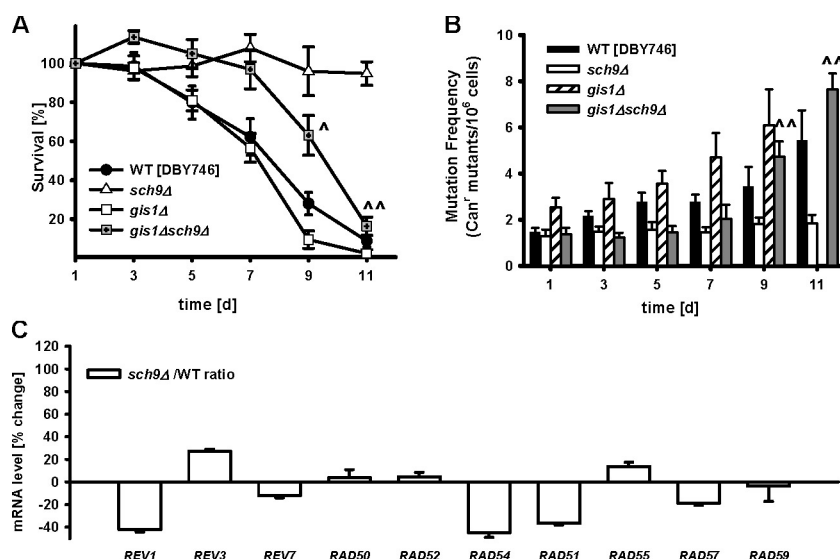 A
Survival [%]
100
80
60
40
20
WT [DBY746]
sch9Δ
gis1Δ
gis1Δsch9Δ
^
^^
1 3 5 7 9 11
time [d]
B
Mutation Frequency
(Canʳ mutants/10⁶ cells)
10
8
6
4
2
0
WT [DBY746]
sch9Δ
gis1Δ
gis1Δsch9Δ
^^
^^
1 3 5 7 9 11
time [d]
C
mRNA level [% change]
120
100
80
60
40
20
0
-20
-40
sch9Δ /WT ratio
REV1 REV3 REV7 RAD50 RAD52 RAD54 RAD51 RAD55 RAD57 RAD59